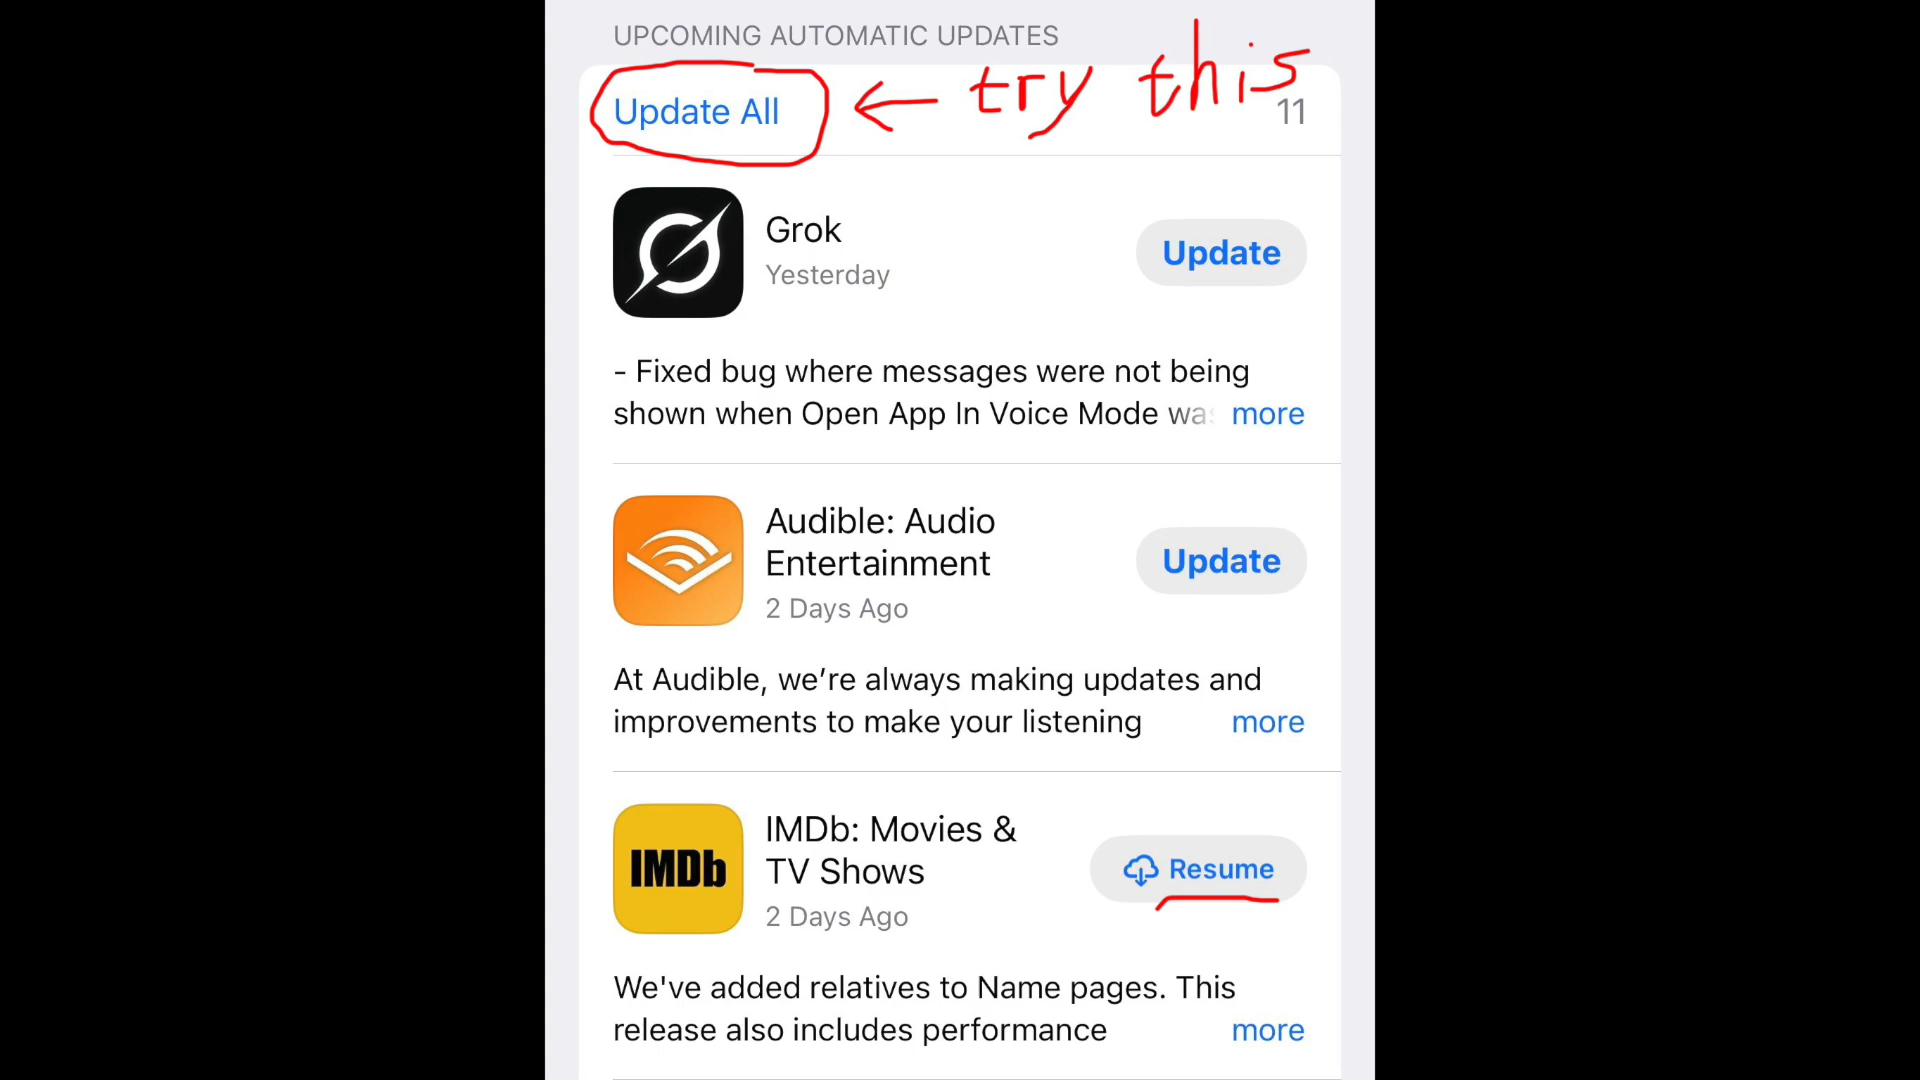 UPCOMING AUTOMATIC UPDATES
Update All ← try this 11
Grok
Yesterday
Update
- Fixed bug where messages were not being
shown when Open App In Voice Mode was more
Audible: Audio
Entertainment
2 Days Ago
Update
At Audible, we’re always making updates and
improvements to make your listening more
IMDb
IMDb: Movies &
TV Shows
2 Days Ago
Resume
We've added relatives to Name pages. This
release also includes performance more